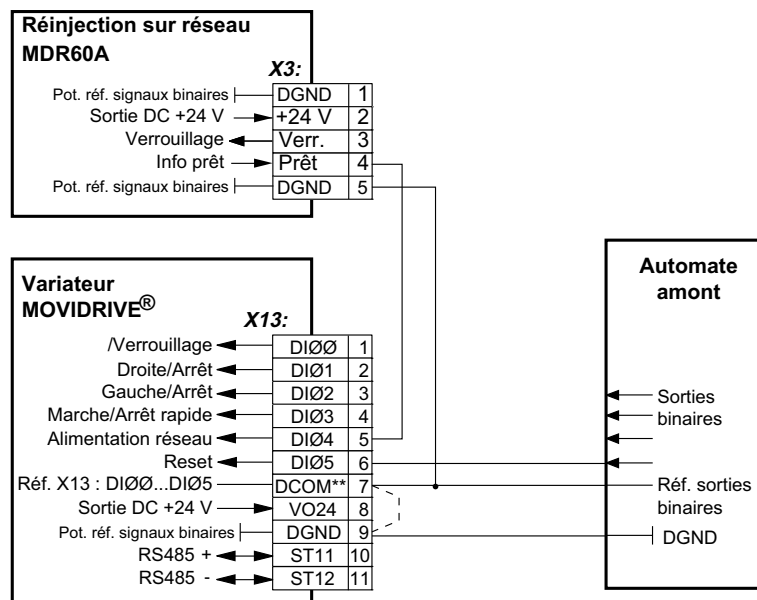 Réinjection sur réseau
MDR60A
X3:
Pot. réf. signaux binaires DGND 1
Sortie DC +24 V +24 V 2
Verrouillage Verr. 3
Info prêt Prêt 4
Pot. réf. signaux binaires DGND 5
Variateur
MOVIDRIVE®
X13:
/Verrouillage DIØØ 1
Droite/Arrêt DIØ1 2
Gauche/Arrêt DIØ2 3
Marche/Arrêt rapide DIØ3 4
Alimentation réseau DIØ4 5
Reset DIØ5 6
Réf. X13 : DIØØ...DIØ5 DCOM** 7
Sortie DC +24 V VO24 8
Pot. réf. signaux binaires DGND 9
RS485 + ST11 10
RS485 - ST12 11
Automate
amont
Sorties
binaires
Réf. sorties
binaires
DGND